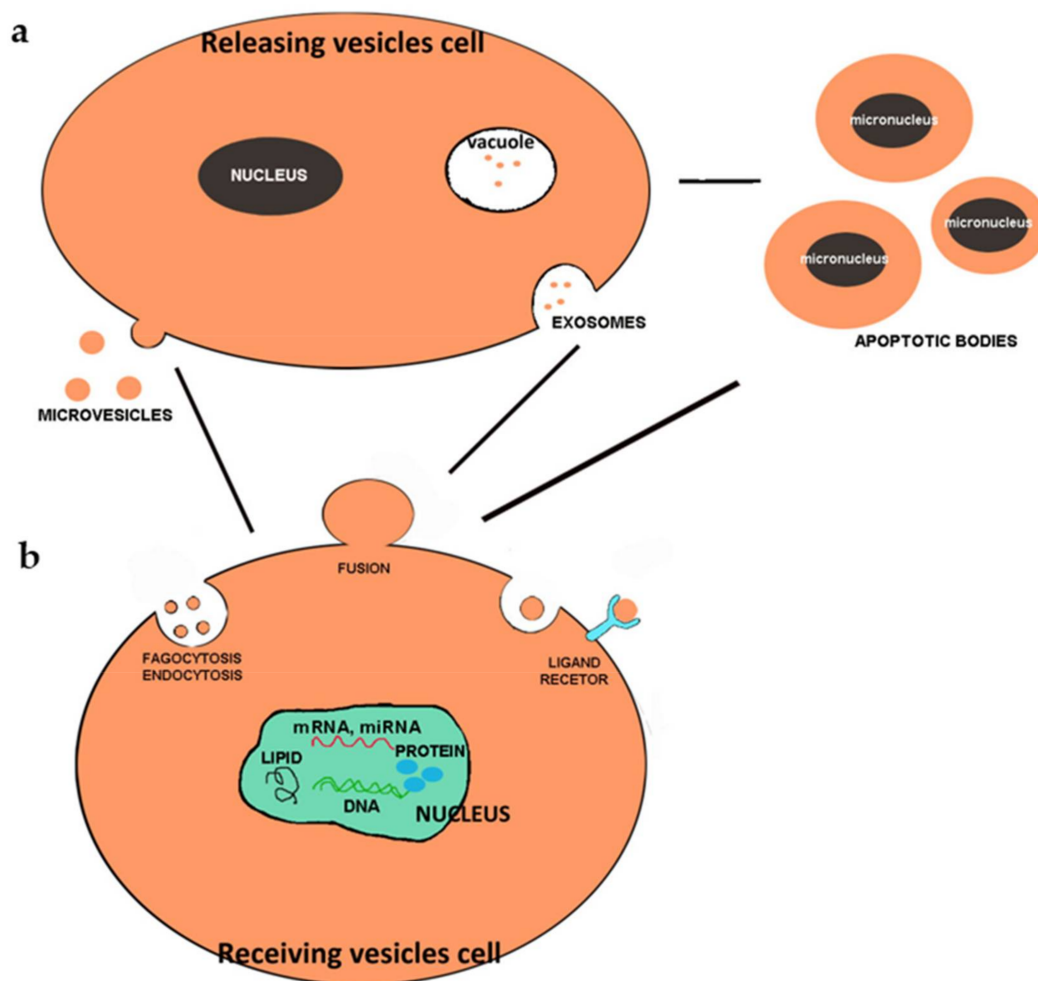 a
Releasing vesicles cell
NUCLEUS
vacuole
EXOSOMES
MICROVESICLES
micronucleus
micronucleus
micronucleus
APOPTOTIC BODIES
b
FUSION
FAGOCYTOSIS
ENDOCYTOSIS
LIGAND
RECETOR
mRNA, miRNA
LIPID
PROTEIN
DNA
NUCLEUS
Receiving vesicles cell